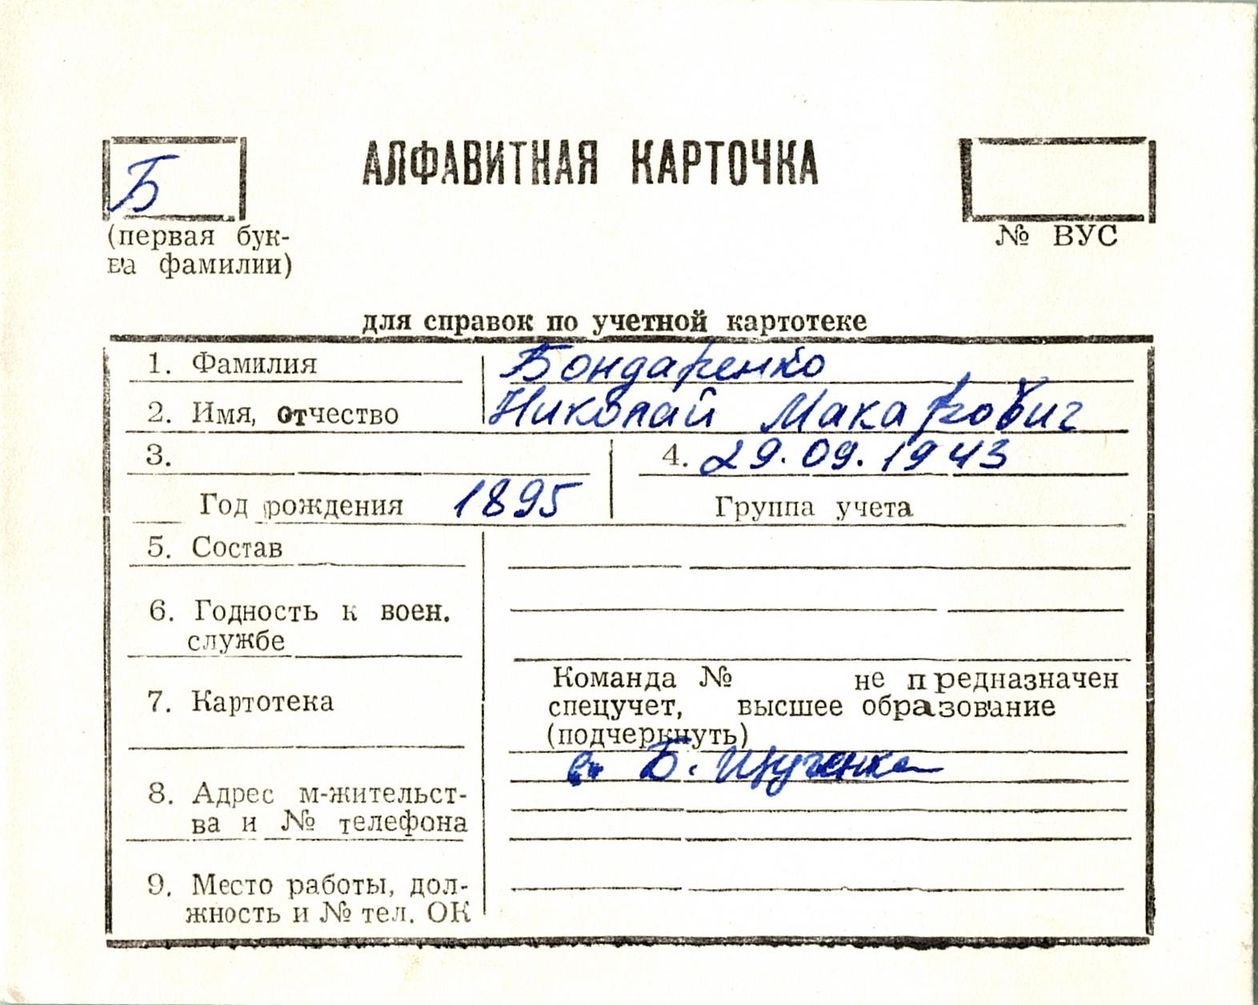 АЛФАВИТНАЯ КАРТОЧКА
Б
(первая бук-
ва фамилии)
№ ВУС
для справок по учетной картотеке
1. Фамилия Бондаренко
2. Имя, отчество Николай Макарович
3. 4. 29.09.1943
Год рождения 1895 Группа учета
5. Состав
6. Годность к воен.
службе
7. Картотека
Команда № не предназначен
спецучет, высшее образование
(подчеркнуть)
8. Адрес м-жительст-
ва и № телефона
с. Б. Щученка
9. Место работы, дол-
жность и № тел. ОК